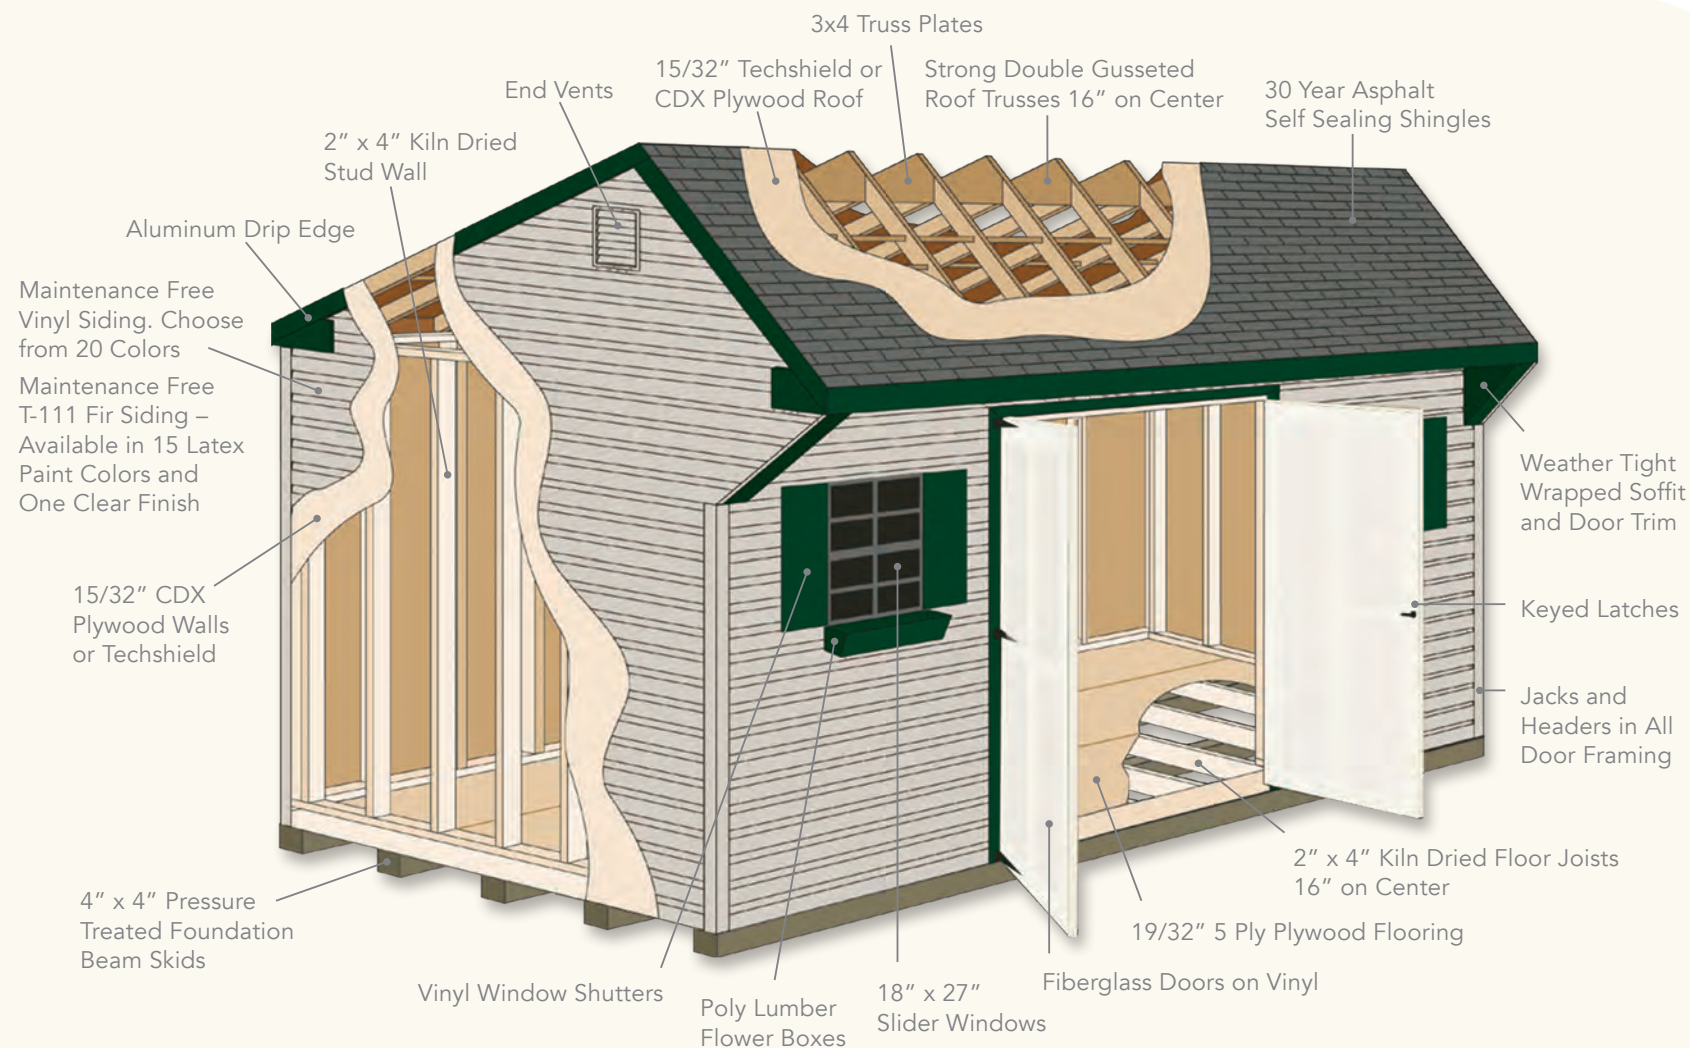 3x4 Truss Plates
15/32” Techshield or
CDX Plywood Roof
Strong Double Gusseted
Roof Trusses 16” on Center
End Vents
30 Year Asphalt
Self Sealing Shingles
2” x 4” Kiln Dried
Stud Wall
Aluminum Drip Edge
Maintenance Free
Vinyl Siding. Choose
from 20 Colors
Maintenance Free
T-111 Fir Siding –
Available in 15 Latex
Paint Colors and
One Clear Finish
15/32” CDX
Plywood Walls
or Techshield
4” x 4” Pressure
Treated Foundation
Beam Skids
Vinyl Window Shutters
Poly Lumber
Flower Boxes
18” x 27”
Slider Windows
Fiberglass Doors on Vinyl
19/32” 5 Ply Plywood Flooring
2” x 4” Kiln Dried Floor Joists
16” on Center
Weather Tight
Wrapped Soffit
and Door Trim
Keyed Latches
Jacks and
Headers in All
Door Framing